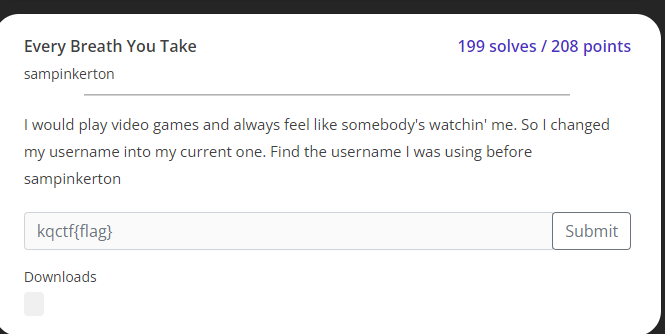 Every Breath You Take
199 solves / 208 points
sampinkerton
I would play video games and always feel like somebody's watchin' me. So I changed
my username into my current one. Find the username I was using before
sampinkerton
kqctf{flag}
Submit
Downloads